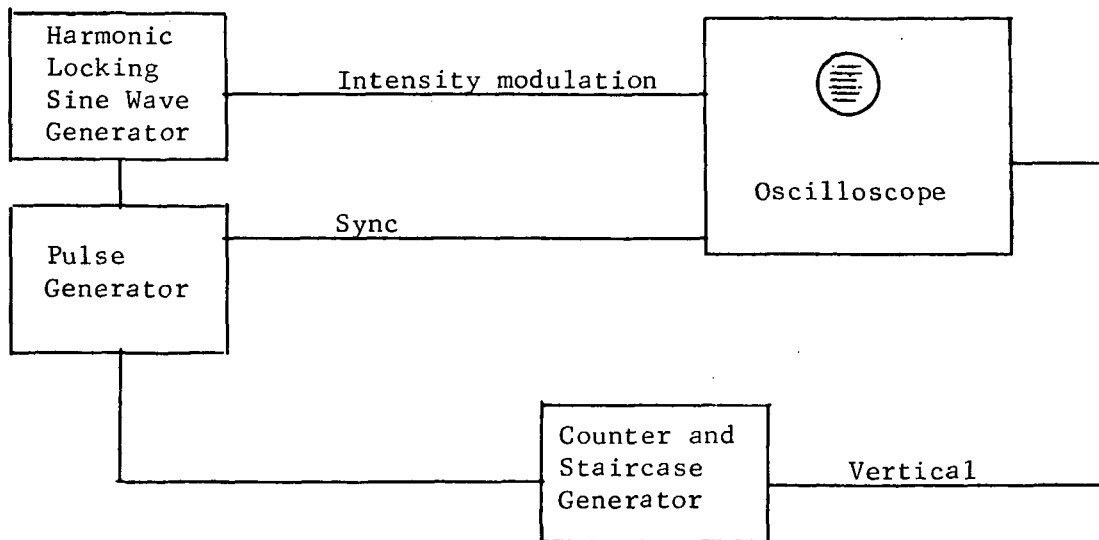 Harmonic
Locking
Sine Wave
Generator
Intensity modulation
Oscilloscope
Sync
Pulse
Generator
Counter and
Staircase
Generator
Vertical